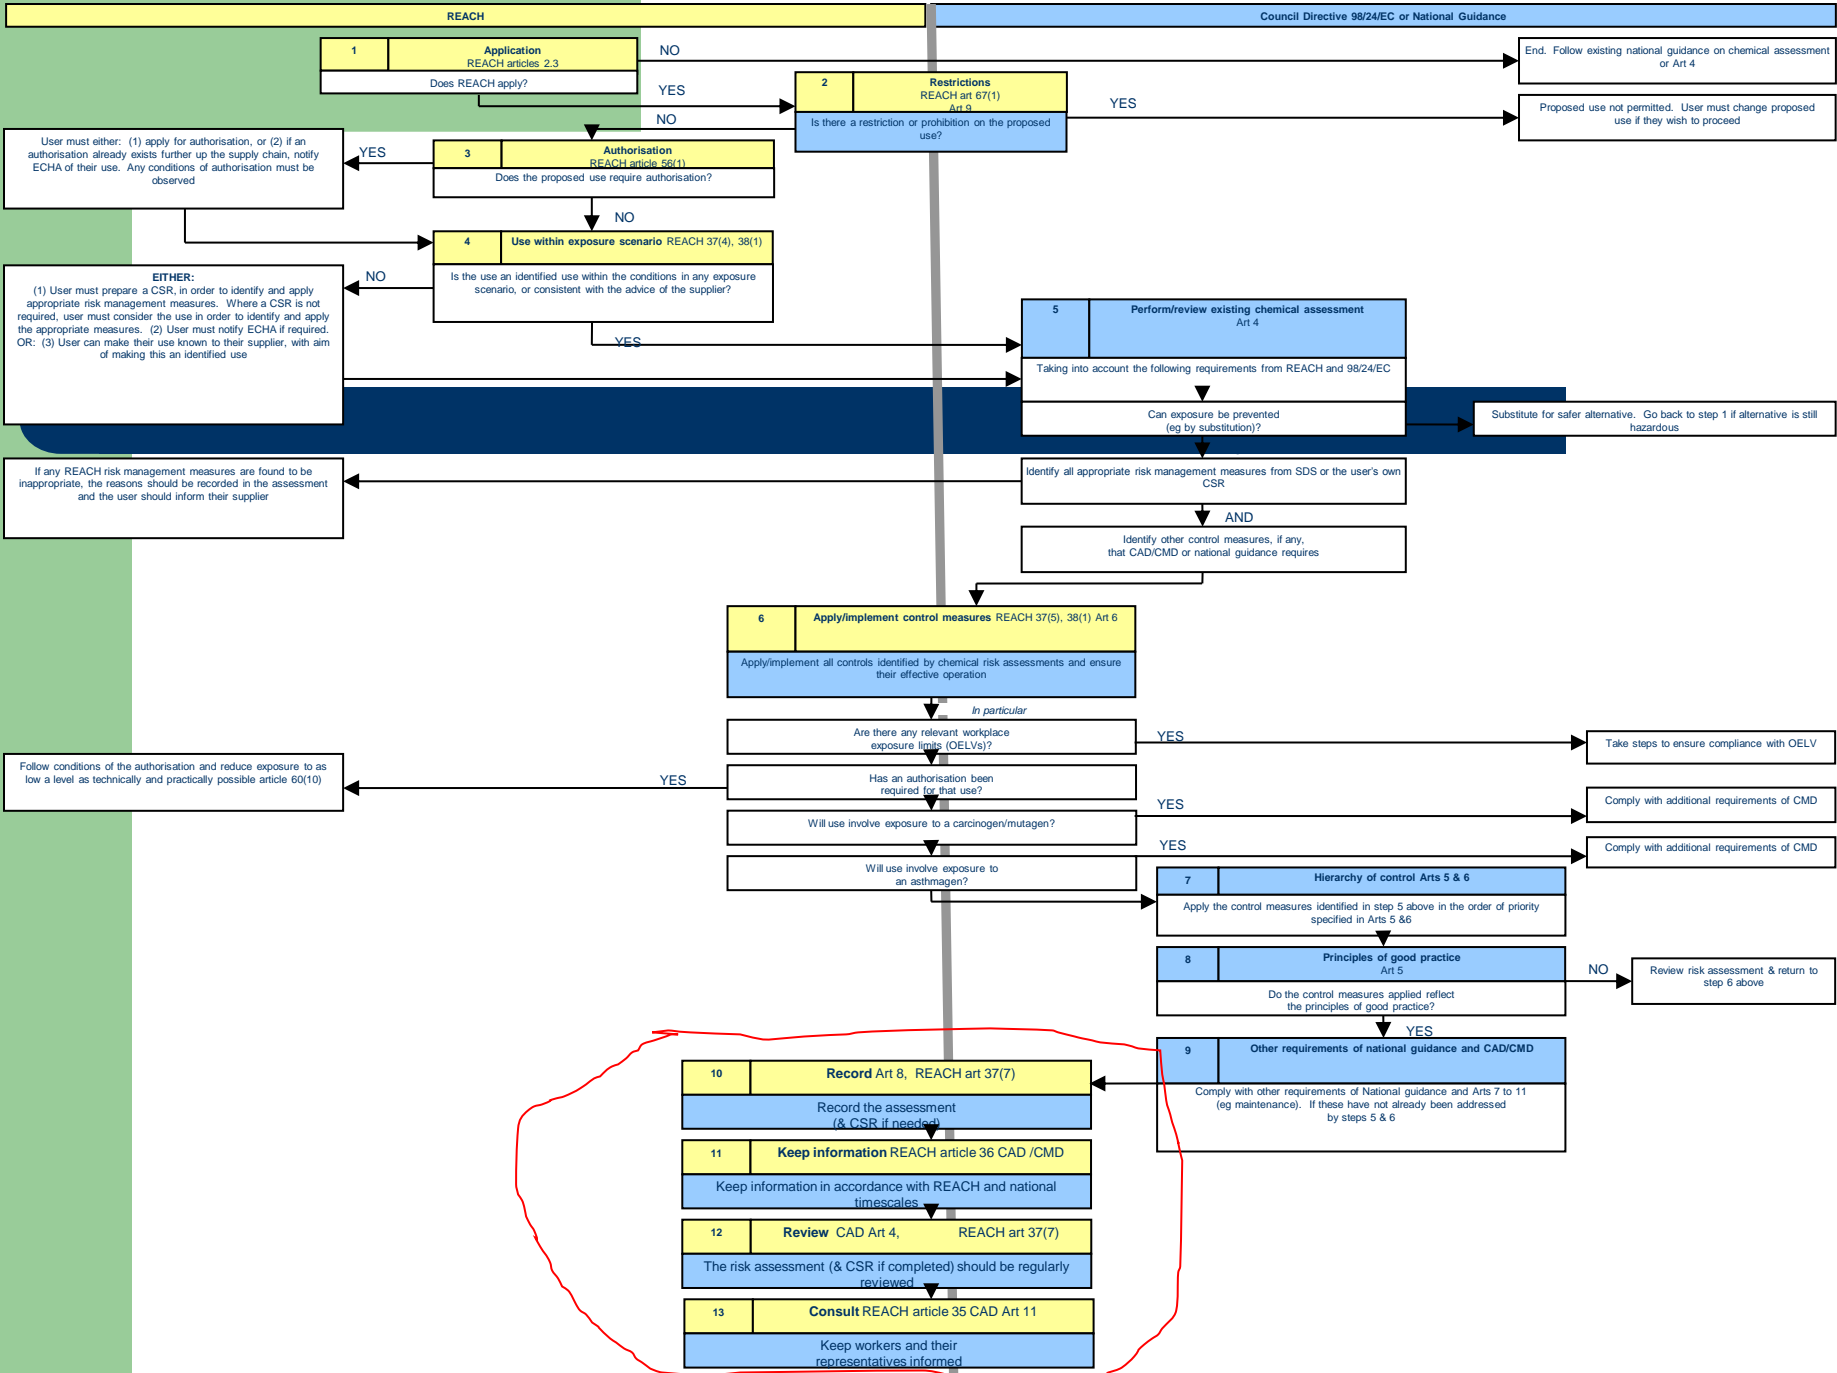 REACH
Council Directive 98/24/EC or National Guidance
1
Application
REACH articles 2.3
Does REACH apply?
NO
End. Follow existing national guidance on chemical assessment
or Art 4
YES
2
Restrictions
REACH art 67(1)
Art 9
Is there a restriction or prohibition on the proposed
use?
YES
Proposed use not permitted. User must change proposed
use if they wish to proceed
NO
3
Authorisation
REACH article 56(1)
Does the proposed use require authorisation?
YES
User must either: (1) apply for authorisation, or (2) if an
authorisation already exists further up the supply chain, notify
ECHA of their use. Any conditions of authorisation must be
observed
NO
4
Use within exposure scenario REACH 37(4), 38(1)
Is the use an identified use within the conditions in any exposure
scenario, or consistent with the advice of the supplier?
NO
EITHER:
(1) User must prepare a CSR, in order to identify and apply
appropriate risk management measures. Where a CSR is not
required, user must consider the use in order to identify and apply
the appropriate measures. (2) User must notify ECHA if required.
OR: (3) User can make their use known to their supplier, with aim
of making this an identified use
YES
5
Perform/review existing chemical assessment
Art 4
Taking into account the following requirements from REACH and 98/24/EC
Can exposure be prevented
(eg by substitution)?
Substitute for safer alternative. Go back to step 1 if alternative is still
hazardous
Identify all appropriate risk management measures from SDS or the user's own
CSR
If any REACH risk management measures are found to be
inappropriate, the reasons should be recorded in the assessment
and the user should inform their supplier
AND
Identify other control measures, if any,
that CAD/CMD or national guidance requires
6
Apply/implement control measures REACH 37(5), 38(1) Art 6
Apply/implement all controls identified by chemical risk assessments and ensure
their effective operation
In particular
Are there any relevant workplace
exposure limits (OELVs)?
YES
Take steps to ensure compliance with OELV
Has an authorisation been
required for that use?
YES
Follow conditions of the authorisation and reduce exposure to as
low a level as technically and practically possible article 60(10)
Will use involve exposure to a carcinogen/mutagen?
YES
Comply with additional requirements of CMD
Will use involve exposure to
an asthmagen?
YES
Comply with additional requirements of CMD
7
Hierarchy of control Arts 5 & 6
Apply the control measures identified in step 5 above in the order of priority
specified in Arts 5 &6
8
Principles of good practice
Art 5
Do the control measures applied reflect
the principles of good practice?
NO
Review risk assessment & return to
step 6 above
YES
9
Other requirements of national guidance and CAD/CMD
Comply with other requirements of National guidance and Arts 7 to 11
(eg maintenance). If these have not already been addressed
by steps 5 & 6
10
Record Art 8, REACH art 37(7)
Record the assessment
(& CSR if needed)
11
Keep information REACH article 36 CAD /CMD
Keep information in accordance with REACH and national
timescales
12
Review CAD Art 4, REACH art 37(7)
The risk assessment (& CSR if completed) should be regularly
reviewed
13
Consult REACH article 35 CAD Art 11
Keep workers and their
representatives informed